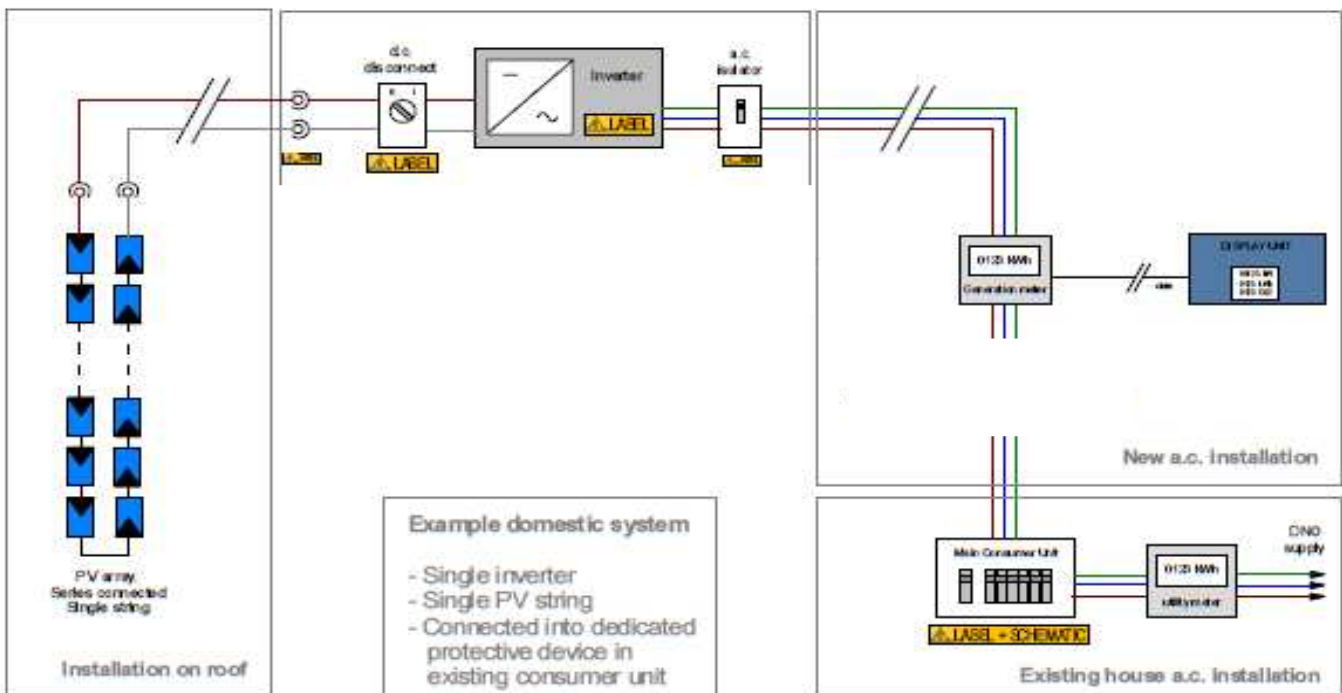 d.c.
disconnect
Inverter
a.c.
isolator
LABEL
LABEL
0123 kWh
Generation meter
DISPLAY UNIT
data
New a.c. installation
Example domestic system
- Single inverter
- Single PV string
- Connected into dedicated
protective device in
existing consumer unit
PV array
Series connected
Single string
Installation on roof
Main Consumer Unit
LABEL + SCHEMATIC
0123 kWh
utility meter
DNO
supply
Existing house a.c. installation